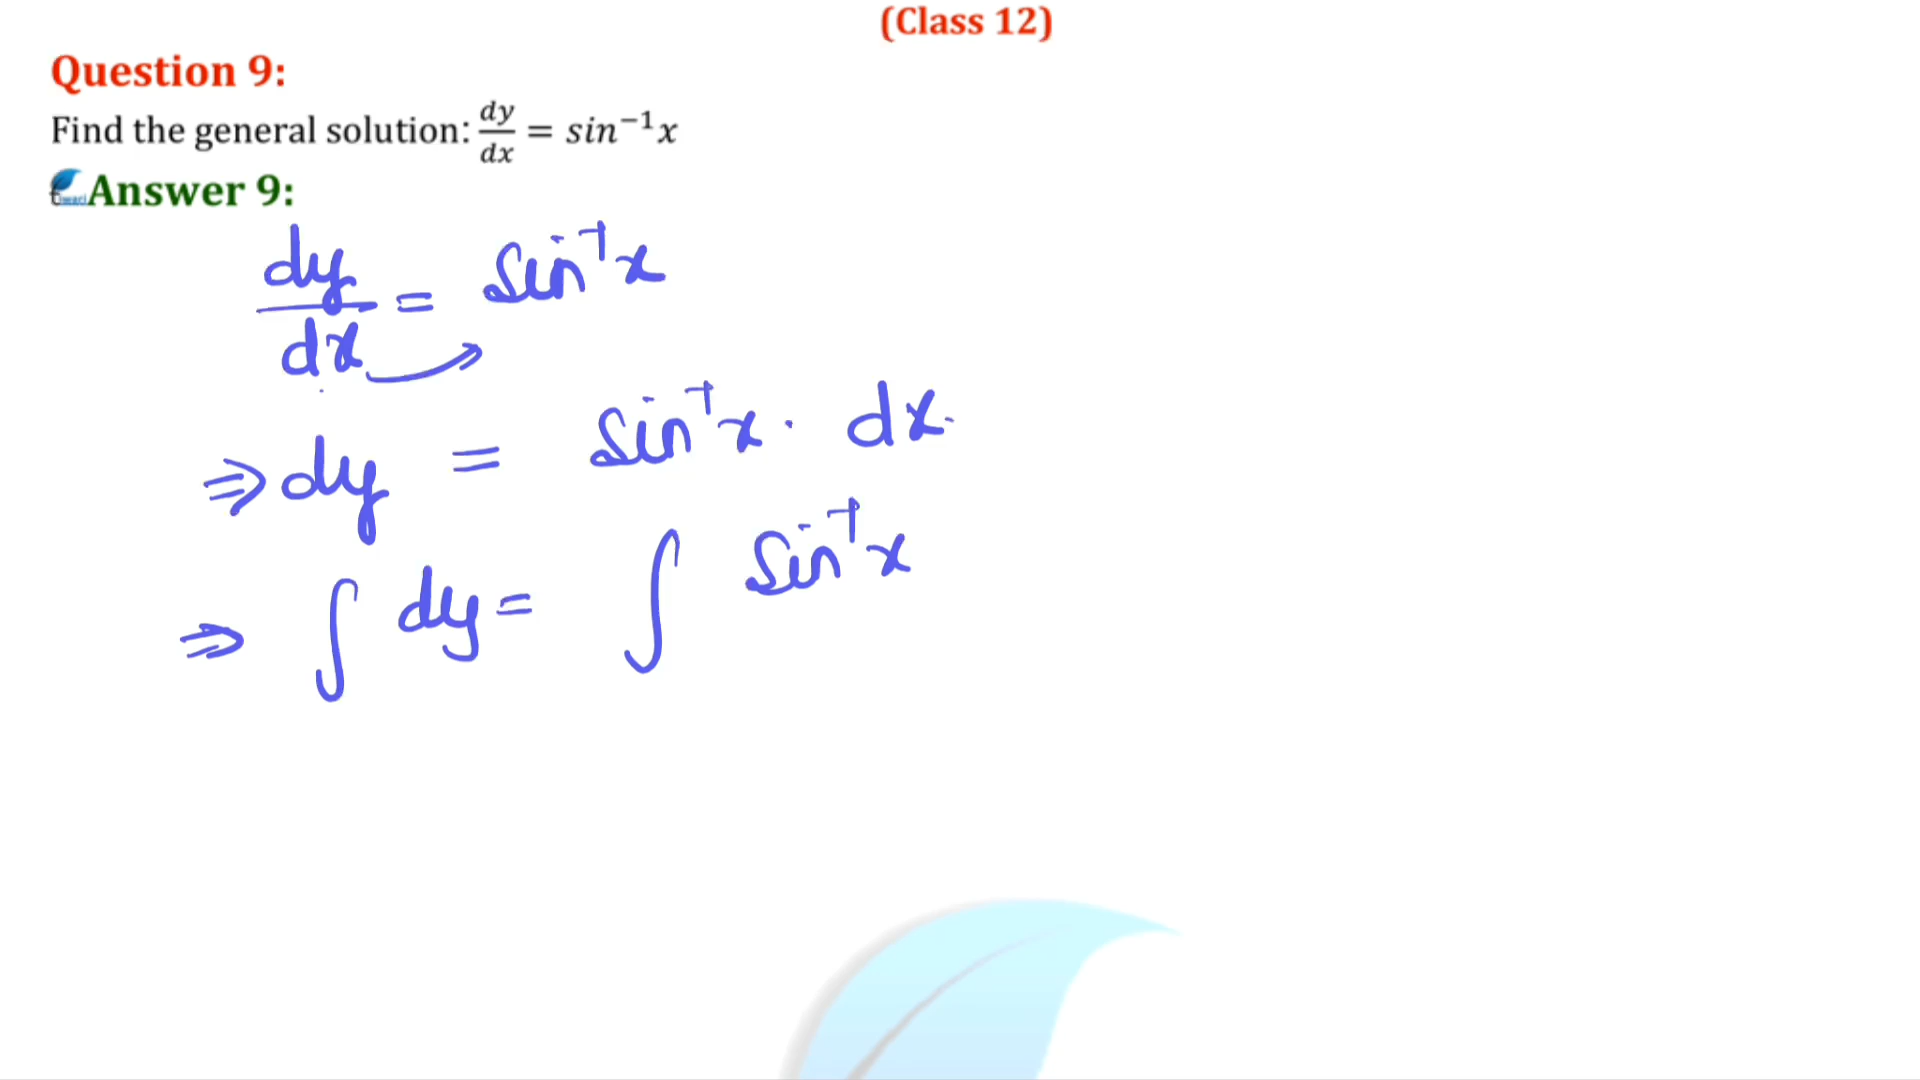 (Class 12)
Question 9:
Find the general solution: dy/dx = sin⁻¹x
Answer 9:
dy/dx = sin⁻¹x
⇒ dy = sin⁻¹x . dx.
⇒ ∫ dy = ∫ sin⁻¹x